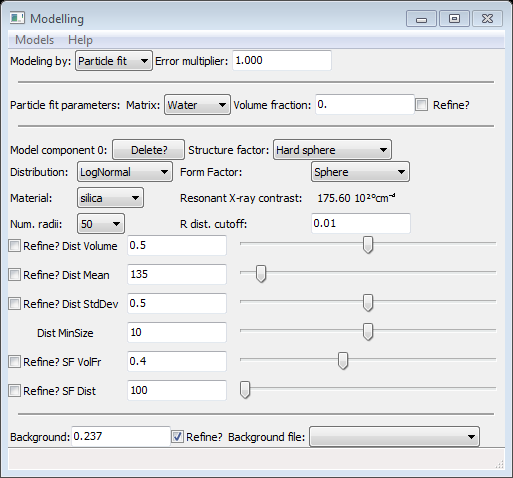 Modelling
Models Help
Modeling by: Particle fit Error multiplier: 1.000
Particle fit parameters: Matrix: Water Volume fraction: 0. Refine?
Model component 0: Delete? Structure factor: Hard sphere
Distribution: LogNormal Form Factor: Sphere
Material: silica Resonant X-ray contrast: 175.60 10²⁰cm⁻⁴
Num. radii: 50 R dist. cutoff: 0.01
Refine? Dist Volume 0.5
Refine? Dist Mean 135
Refine? Dist StdDev 0.5
Dist MinSize 10
Refine? SF VolFr 0.4
Refine? SF Dist 100
Background: 0.237 Refine? Background file: